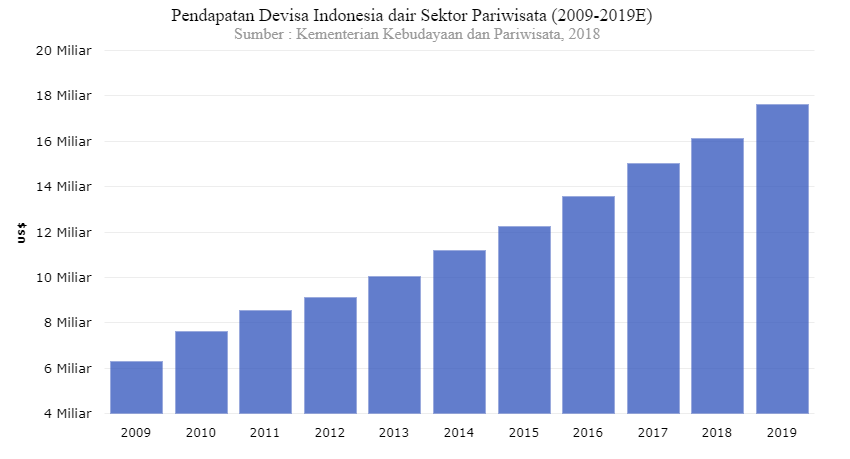 Pendapatan Devisa Indonesia dair Sektor Pariwisata (2009-2019E)
Sumber : Kementerian Kebudayaan dan Pariwisata, 2018
20 Miliar
18 Miliar
16 Miliar
14 Miliar
12 Miliar
10 Miliar
8 Miliar
6 Miliar
4 Miliar
US$
2009 2010 2011 2012 2013 2014 2015 2016 2017 2018 2019